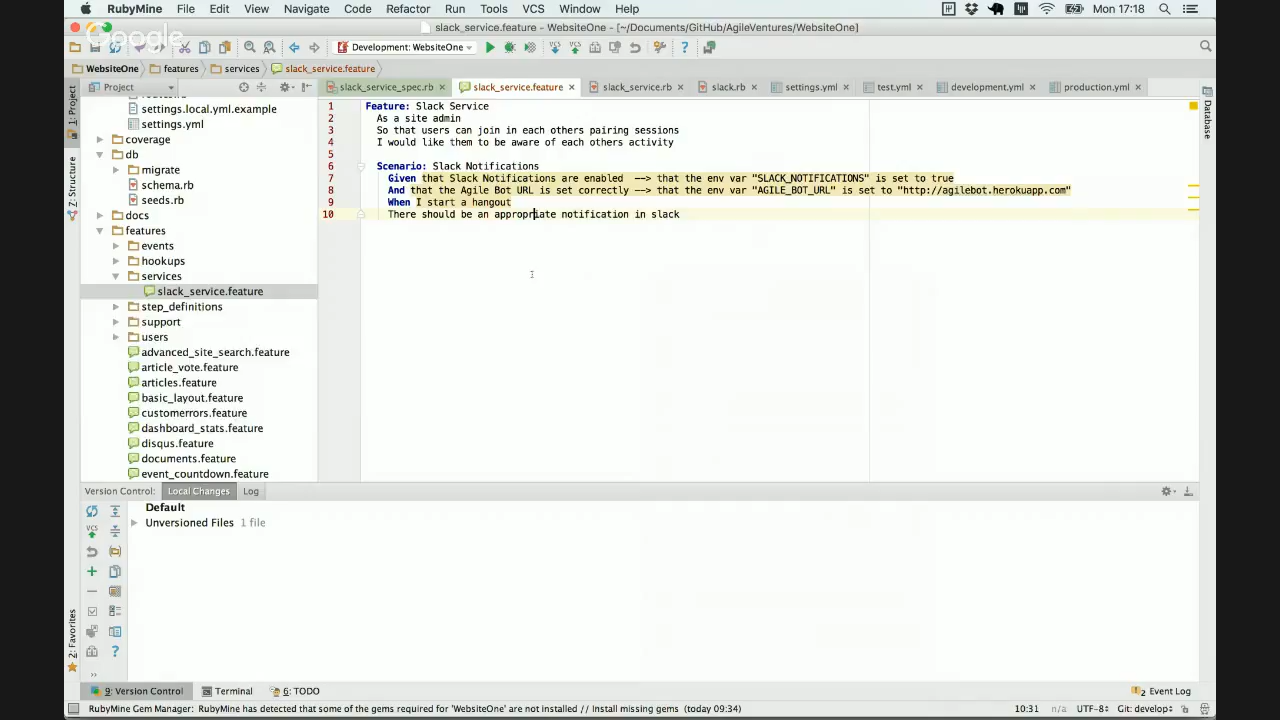 RubyMine File Edit View Navigate Code Refactor Run Tools VCS Window Help Mon 17:18
Google
slack_service.feature - WebsiteOne - [~/Documents/GitHub/AgileVentures/WebsiteOne]
Development: WebsiteOne
WebsiteOne features services slack_service.feature
Project
slack_service_spec.rb slack_service.feature slack_service.rb slack.rb settings.yml test.yml development.yml production.yml
1: Project
Z: Structure
2: Favorites
Database
settings.local.yml.example
settings.yml
coverage
db
migrate
schema.rb
seeds.rb
docs
features
events
hookups
services
slack_service.feature
step_definitions
support
users
advanced_site_search.feature
article_vote.feature
articles.feature
basic_layout.feature
customerrors.feature
dashboard_stats.feature
disqus.feature
documents.feature
event_countdown.feature
1 Feature: Slack Service
2 As a site admin
3 So that users can join in each others pairing sessions
4 I would like them to be aware of each others activity
5
6 Scenario: Slack Notifications
7 Given that Slack Notifications are enabled --> that the env var "SLACK_NOTIFICATIONS" is set to true
8 And that the Agile Bot URL is set correctly --> that the env var "AGILE_BOT_URL" is set to "http://agilebot.herokuapp.com"
9 When I start a hangout
10 There should be an appropriate notification in slack
Version Control: Local Changes Log
Default
Unversioned Files 1 file
VCS
9: Version Control Terminal 6: TODO 2 Event Log
RubyMine Gem Manager: RubyMine has detected that some of the gems required for 'WebsiteOne' are not installed // Install missing gems (today 09:34) 10:31 n/a UTF-8 Git: develop